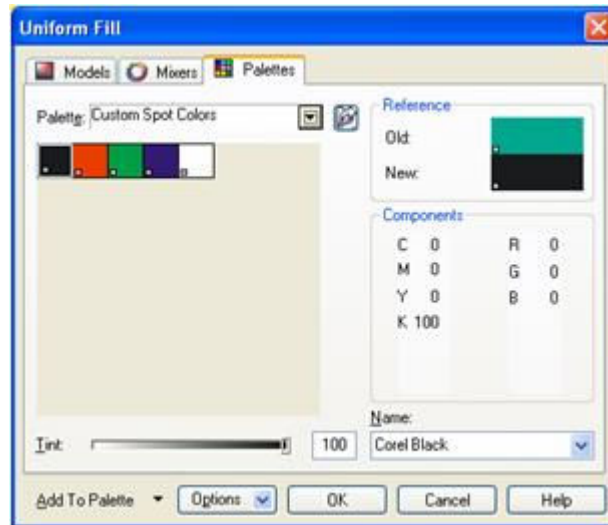 Uniform Fill
Models Mixers Palettes
Palette: Custom Spot Colors
Reference
Old:
New:
Components
C 0 R 0
M 0 G 0
Y 0 B 0
K 100
Name:
Tint: 100 Corel Black
Add To Palette Options OK Cancel Help